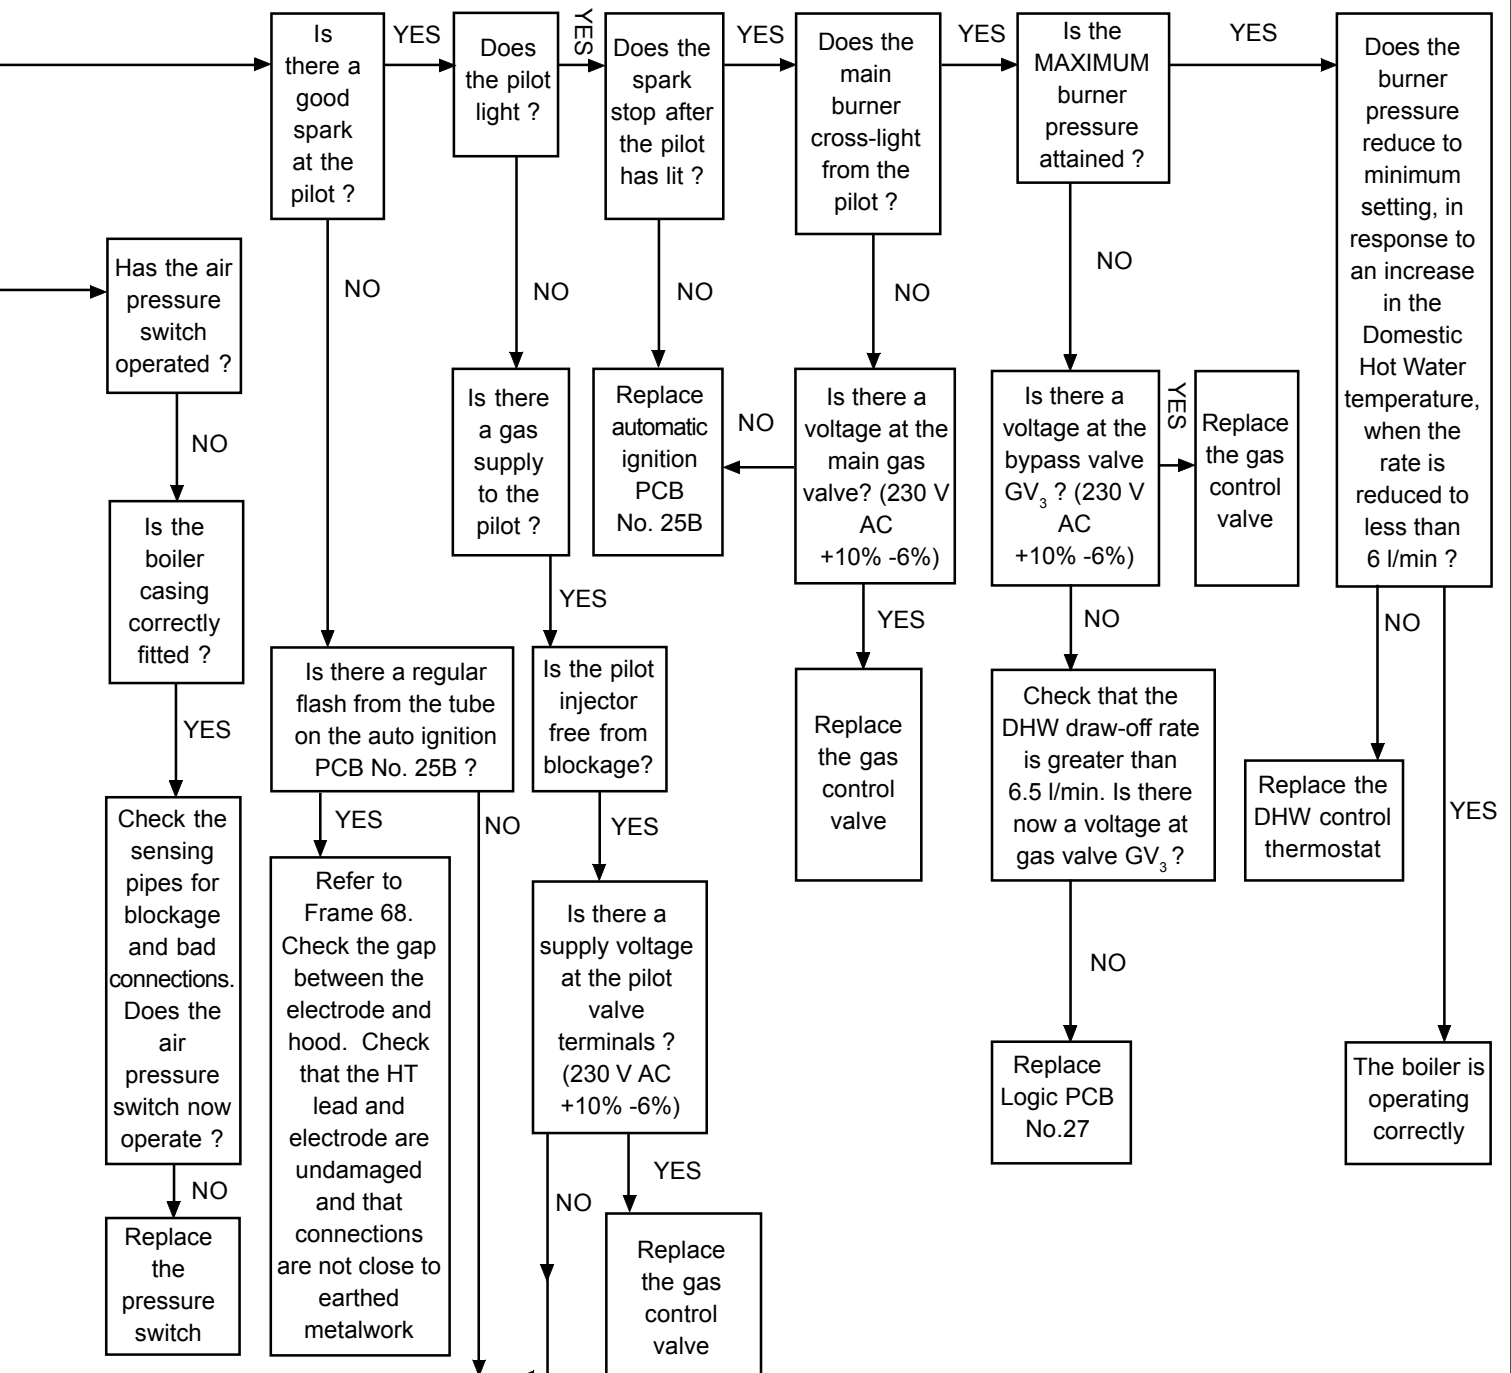 Is
there a
good
spark
at the
pilot ?
YES
Does
the pilot
light ?
YES
Does the
spark
stop after
the pilot
has lit ?
YES
Does the
main
burner
cross-light
from the
pilot ?
YES
Is the
MAXIMUM
burner
pressure
attained ?
YES
Does the
burner
pressure
reduce to
minimum
setting, in
response to
an increase
in the
Domestic
Hot Water
temperature,
when the
rate is
reduced to
less than
6 l/min ?
Has the air
pressure
switch
operated ?
NO
NO
NO
NO
NO
NO
Is there
a gas
supply
to the
pilot ?
Replace
automatic
ignition
PCB
No. 25B
NO
Is there a
voltage at the
main gas
valve? (230 V
AC
+10% -6%)
Is there a
voltage at the
bypass valve
GV3 ? (230 V
AC
+10% -6%)
YES
Replace
the gas
control
valve
Is the
boiler
casing
correctly
fitted ?
YES
YES
NO
NO
YES
Is there a regular
flash from the tube
on the auto ignition
PCB No. 25B ?
Is the pilot
injector
free from
blockage?
Replace
the gas
control
valve
Check that the
DHW draw-off rate
is greater than
6.5 l/min. Is there
now a voltage at
gas valve GV3 ?
Replace the
DHW control
thermostat
YES
Check the
sensing
pipes for
blockage
and bad
connections.
Does the
air
pressure
switch now
operate ?
YES
NO
YES
Refer to
Frame 68.
Check the gap
between the
electrode and
hood. Check
that the HT
lead and
electrode are
undamaged
and that
connections
are not close to
earthed
metalwork
Is there a
supply voltage
at the pilot
valve
terminals ?
(230 V AC
+10% -6%)
NO
Replace
Logic PCB
No.27
The boiler is
operating
correctly
NO
NO
YES
Replace
the
pressure
switch
Replace
the gas
control
valve